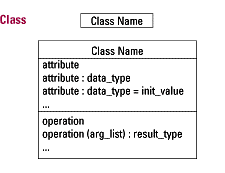 Class
Class Name
Class Name
attribute
attribute : data_type
attribute : data_type = init_value
...
operation
operation (arg_list) : result_type
...